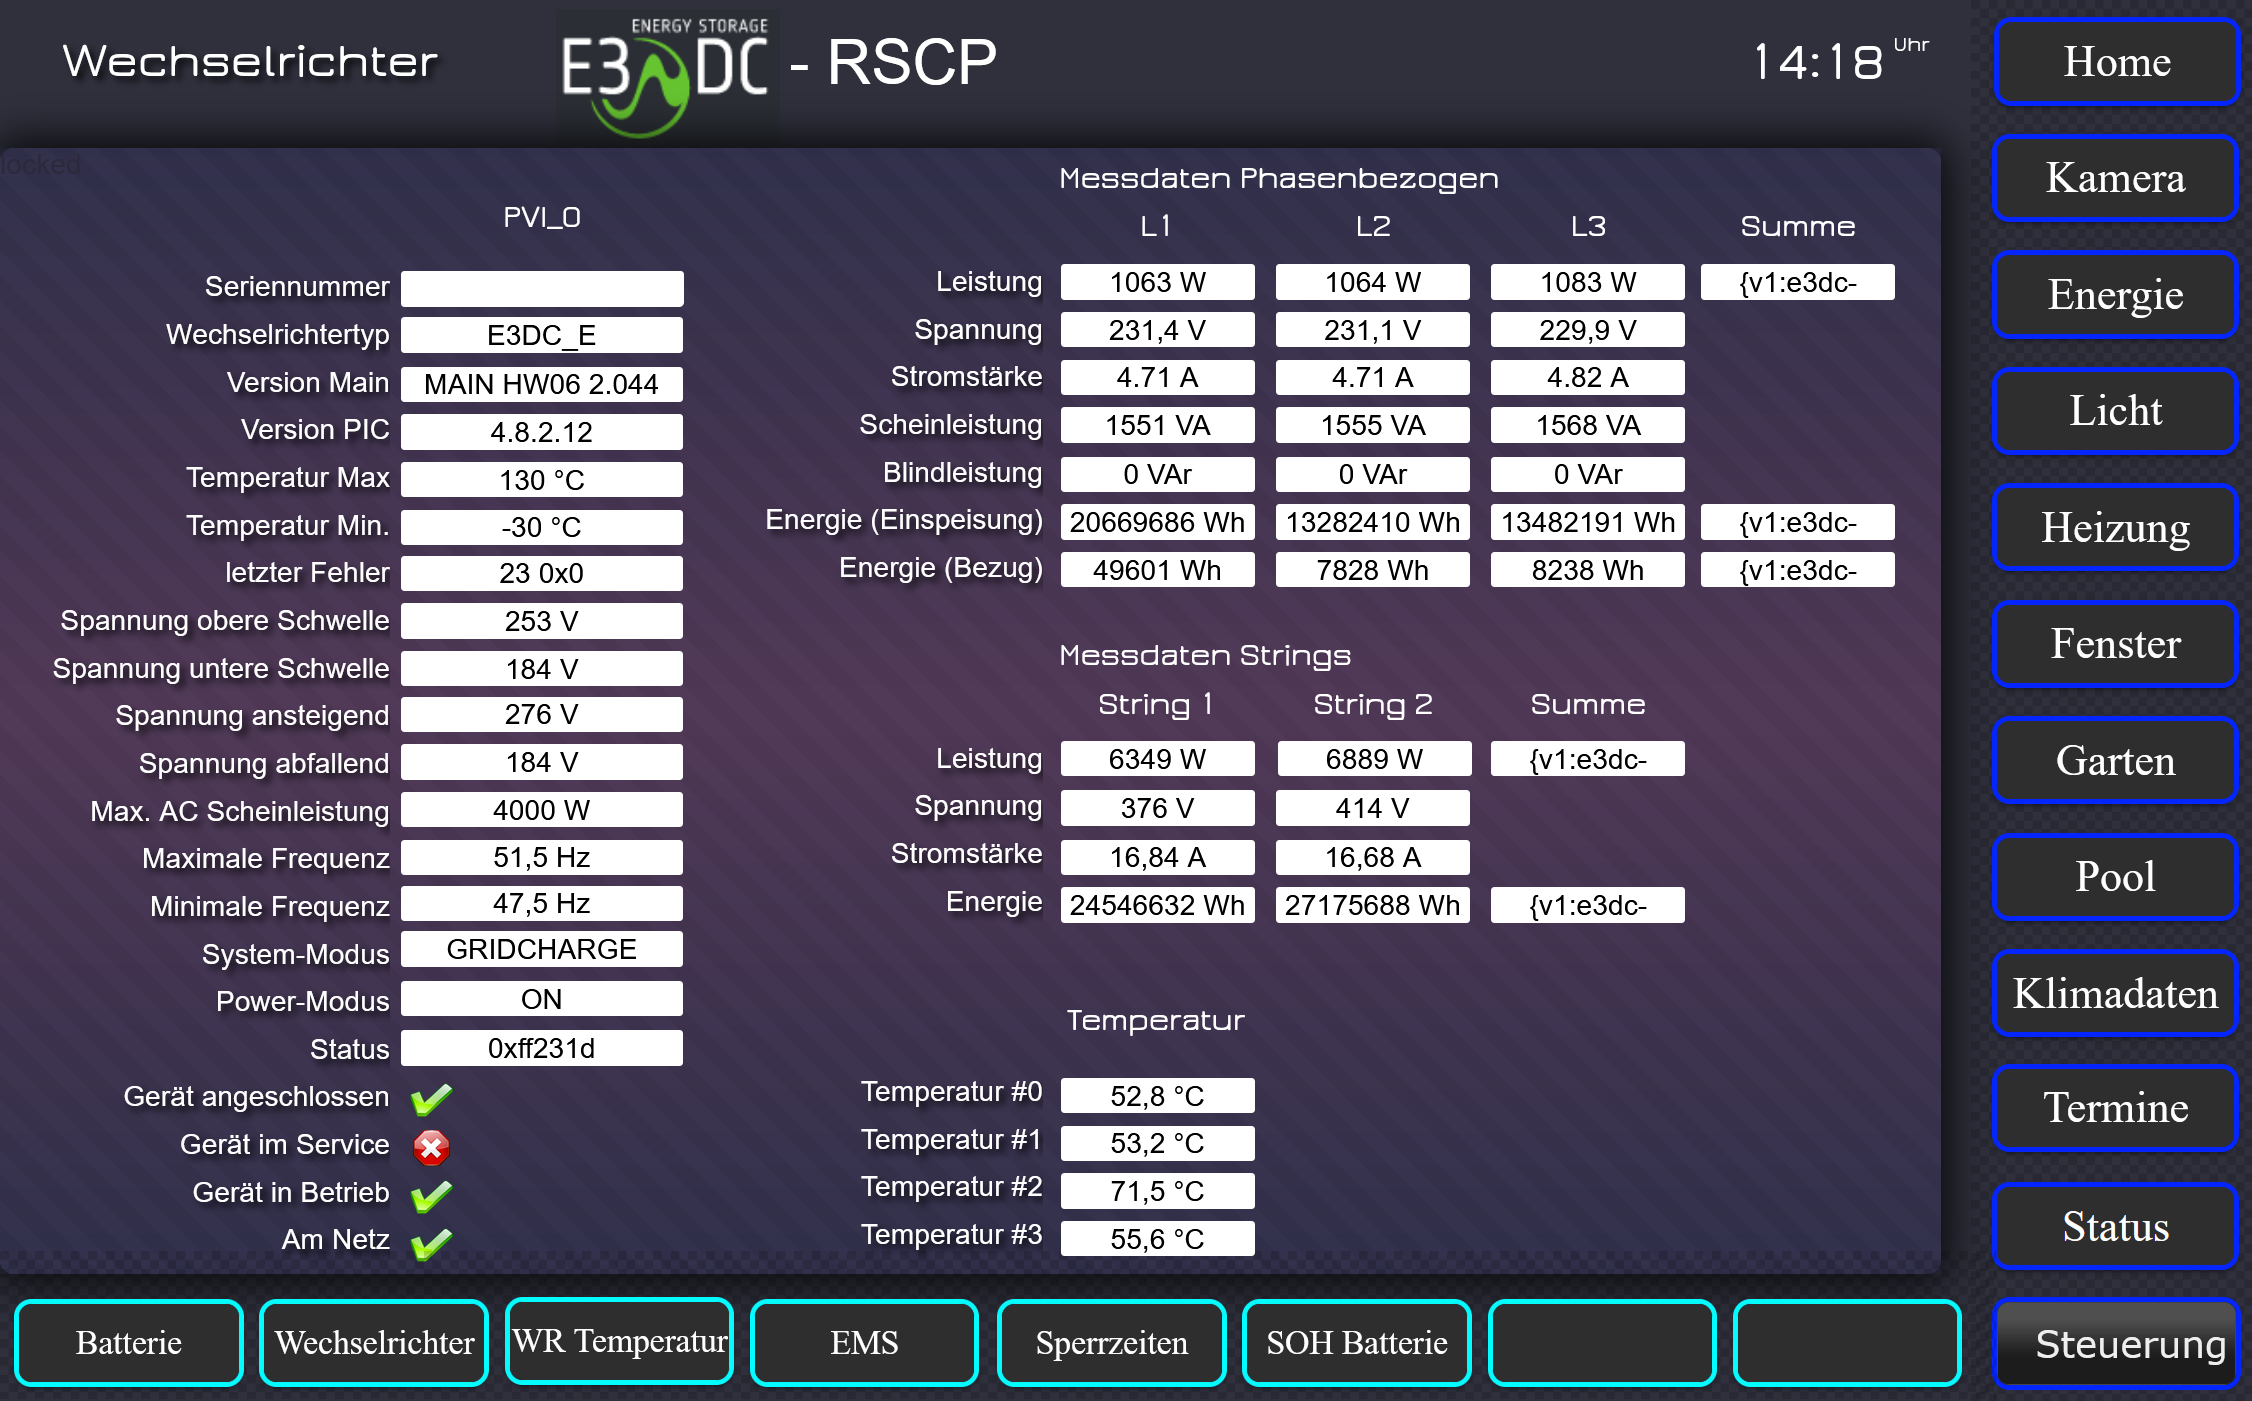 Wechselrichter
ENERGY STORAGE
E3 DC - RSCP
14:18 Uhr
locked
PVI_0
Seriennummer
Wechselrichtertyp E3DC_E
Version Main MAIN HW06 2.044
Version PIC 4.8.2.12
Temperatur Max 130 °C
Temperatur Min. -30 °C
letzter Fehler 23 0x0
Spannung obere Schwelle 253 V
Spannung untere Schwelle 184 V
Spannung ansteigend 276 V
Spannung abfallend 184 V
Max. AC Scheinleistung 4000 W
Maximale Frequenz 51,5 Hz
Minimale Frequenz 47,5 Hz
System-Modus GRIDCHARGE
Power-Modus ON
Status 0xff231d
Gerät angeschlossen
Gerät im Service
Gerät in Betrieb
Am Netz
Messdaten Phasenbezogen
L1 L2 L3 Summe
Leistung 1063 W 1064 W 1083 W {v1:e3dc-
Spannung 231,4 V 231,1 V 229,9 V
Stromstärke 4.71 A 4.71 A 4.82 A
Scheinleistung 1551 VA 1555 VA 1568 VA
Blindleistung 0 VAr 0 VAr 0 VAr
Energie (Einspeisung) 20669686 Wh 13282410 Wh 13482191 Wh {v1:e3dc-
Energie (Bezug) 49601 Wh 7828 Wh 8238 Wh {v1:e3dc-
Messdaten Strings
String 1 String 2 Summe
Leistung 6349 W 6889 W {v1:e3dc-
Spannung 376 V 414 V
Stromstärke 16,84 A 16,68 A
Energie 24546632 Wh 27175688 Wh {v1:e3dc-
Temperatur
Temperatur #0 52,8 °C
Temperatur #1 53,2 °C
Temperatur #2 71,5 °C
Temperatur #3 55,6 °C
Home
Kamera
Energie
Licht
Heizung
Fenster
Garten
Pool
Klimadaten
Termine
Status
Steuerung
Batterie Wechselrichter WR Temperatur EMS Sperrzeiten SOH Batterie